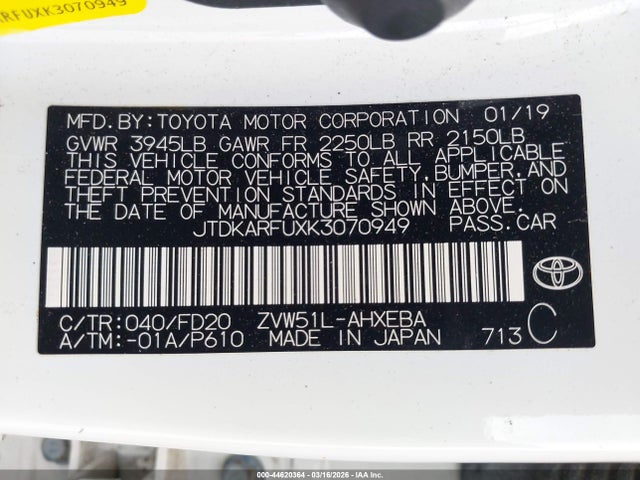 RFUXK3070949
MFD.BY:TOYOTA MOTOR CORPORATION 01/19
GVWR 3945LB GAWR FR 2250LB RR 2150LB
THIS VEHICLE CONFORMS TO ALL APPLICABLE
FEDERAL MOTOR VEHICLE SAFETY,BUMPER,AND
THEFT PREVENTION STANDARDS IN EFFECT ON
THE DATE OF MANUFACTURE SHOWN ABOVE.
JTDKARFUXK3070949 PASS.CAR
C/TR:040/FD20 ZVW51L-AHXEBA
A/TM:-01A/P610 MADE IN JAPAN 713 C
STOCK: 44620364 | 03/16/2026 | © IAA, INC.